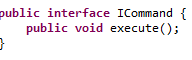 public interface ICommand {
    public void execute();
}